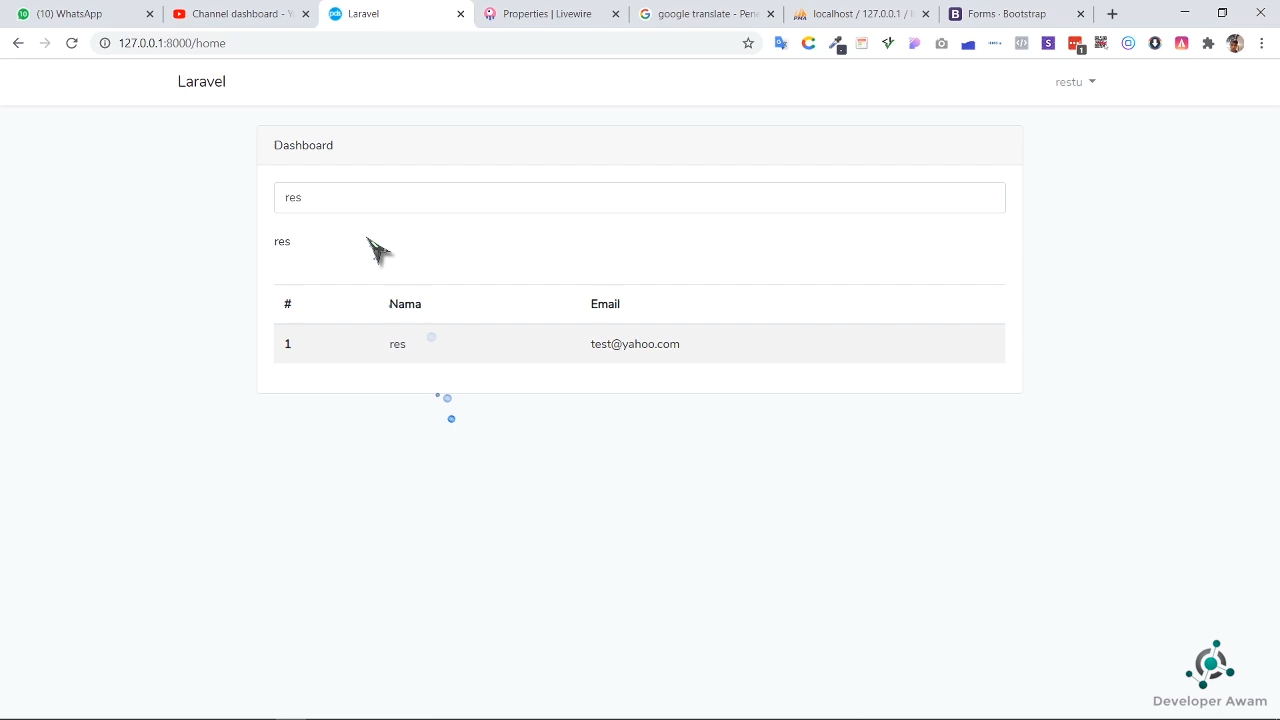 (10) WhatsApp
Channel dashboard - Y
Laravel
Properties | Livewire
google translate - Pen
localhost / 127.0.0.1 / l
Forms · Bootstrap
127.0.0.1:8000/home
Laravel
restu
Dashboard
res
res
# Nama Email
1 res test@yahoo.com
Developer Awam